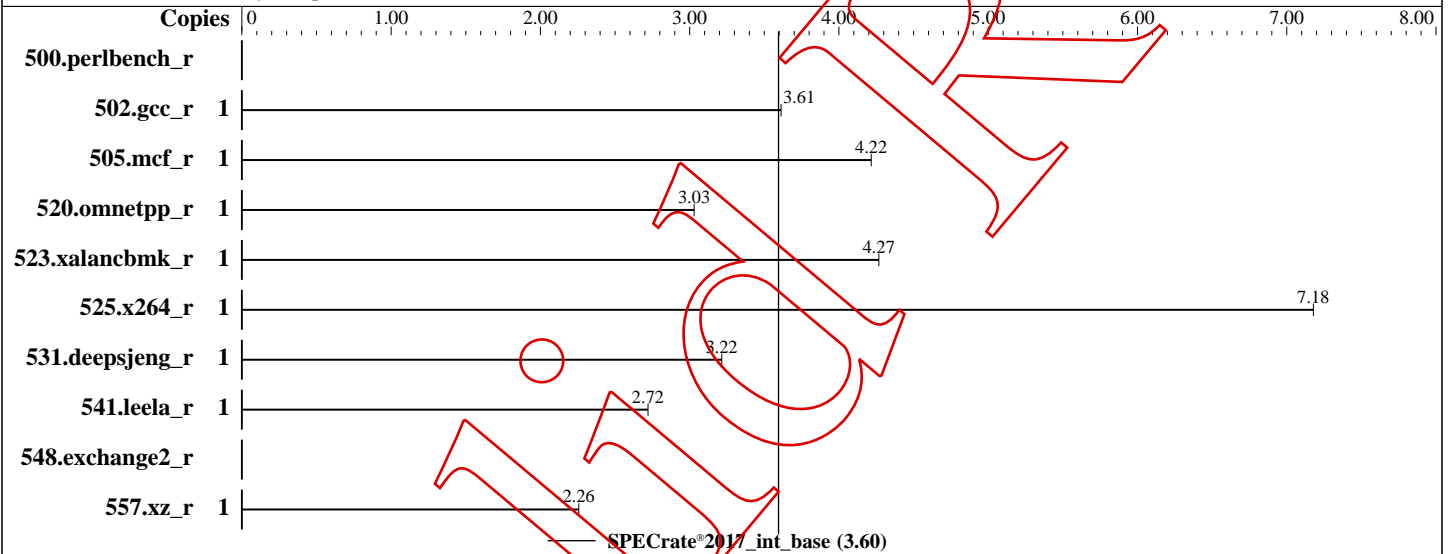 Copies 0 1.00 2.00 3.00 4.00 5.00 6.00 7.00 8.00
500.perlbench_r
502.gcc_r 1 3.61
505.mcf_r 1 4.22
520.omnetpp_r 1 3.03
523.xalancbmk_r 1 4.27
525.x264_r 1 7.18
531.deepsjeng_r 1 3.22
541.leela_r 1 2.72
548.exchange2_r
557.xz_r 1 2.26
SPECrate®2017_int_base (3.60)